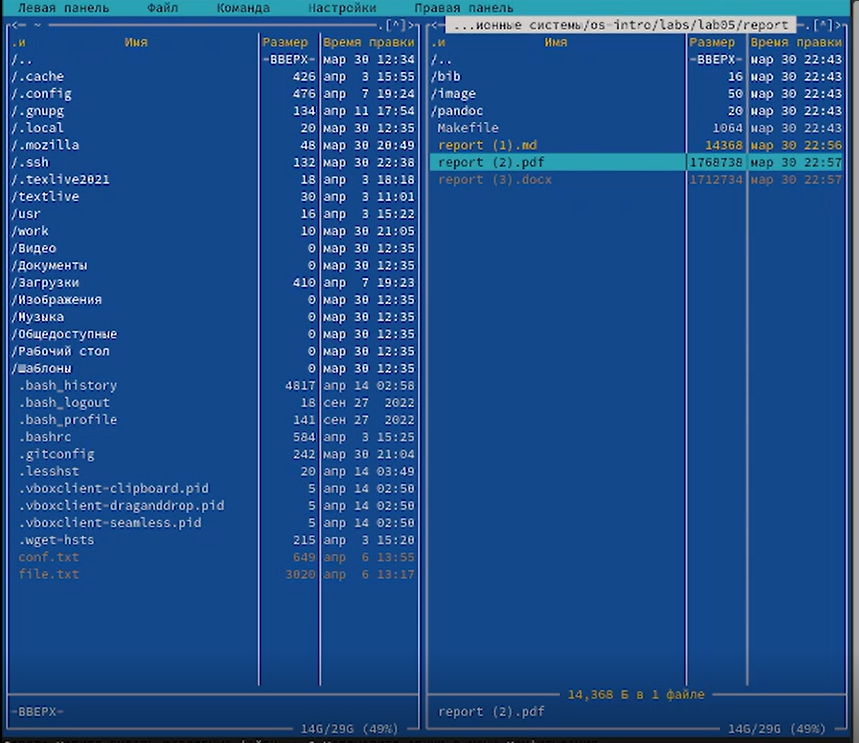 Левая панель Файл Команда Настройки Правая панель
<— ~ .[^]>
.и Имя Размер Время правки
/.. -ВВЕРХ- мар 30 12:34
/.cache 426 апр 3 15:55
/.config 476 апр 7 19:24
/.gnupg 134 апр 11 17:54
/.local 20 мар 30 12:35
/.mozilla 48 мар 30 20:49
/.ssh 132 мар 30 22:38
/.texlive2021 18 апр 3 18:18
/textlive 30 апр 3 11:01
/usr 16 апр 3 15:22
/work 10 мар 30 21:05
/Видео 0 мар 30 12:35
/Документы 0 мар 30 12:35
/Загрузки 410 апр 7 19:23
/Изображения 0 мар 30 12:35
/Музыка 0 мар 30 12:35
/Общедоступные 0 мар 30 12:35
/Рабочий стол 0 мар 30 12:35
/Шаблоны 0 мар 30 12:35
.bash_history 4817 апр 14 02:58
.bash_logout 18 сен 27 2022
.bash_profile 141 сен 27 2022
.bashrc 584 апр 3 15:25
.gitconfig 242 мар 30 21:04
.lesshst 20 апр 14 03:49
.vboxclient-clipboard.pid 5 апр 14 02:50
.vboxclient-draganddrop.pid 5 апр 14 02:50
.vboxclient-seamless.pid 5 апр 14 02:50
.wget-hsts 215 апр 3 15:20
conf.txt 649 апр 6 13:55
file.txt 3020 апр 6 13:17
-ВВЕРХ-
14G/29G (49%)
<— ...ионные системы/os-intro/labs/lab05/report .[^]>
.и Имя Размер Время правки
/.. -ВВЕРХ- мар 30 22:43
/bib 16 мар 30 22:43
/image 50 мар 30 22:43
/pandoc 20 мар 30 22:43
Makefile 1064 мар 30 22:43
report (1).md 14368 мар 30 22:56
report (2).pdf 1768738 мар 30 22:57
report (3).docx 1712734 мар 30 22:57
14,368 Б в 1 файле
report (2).pdf
14G/29G (49%)